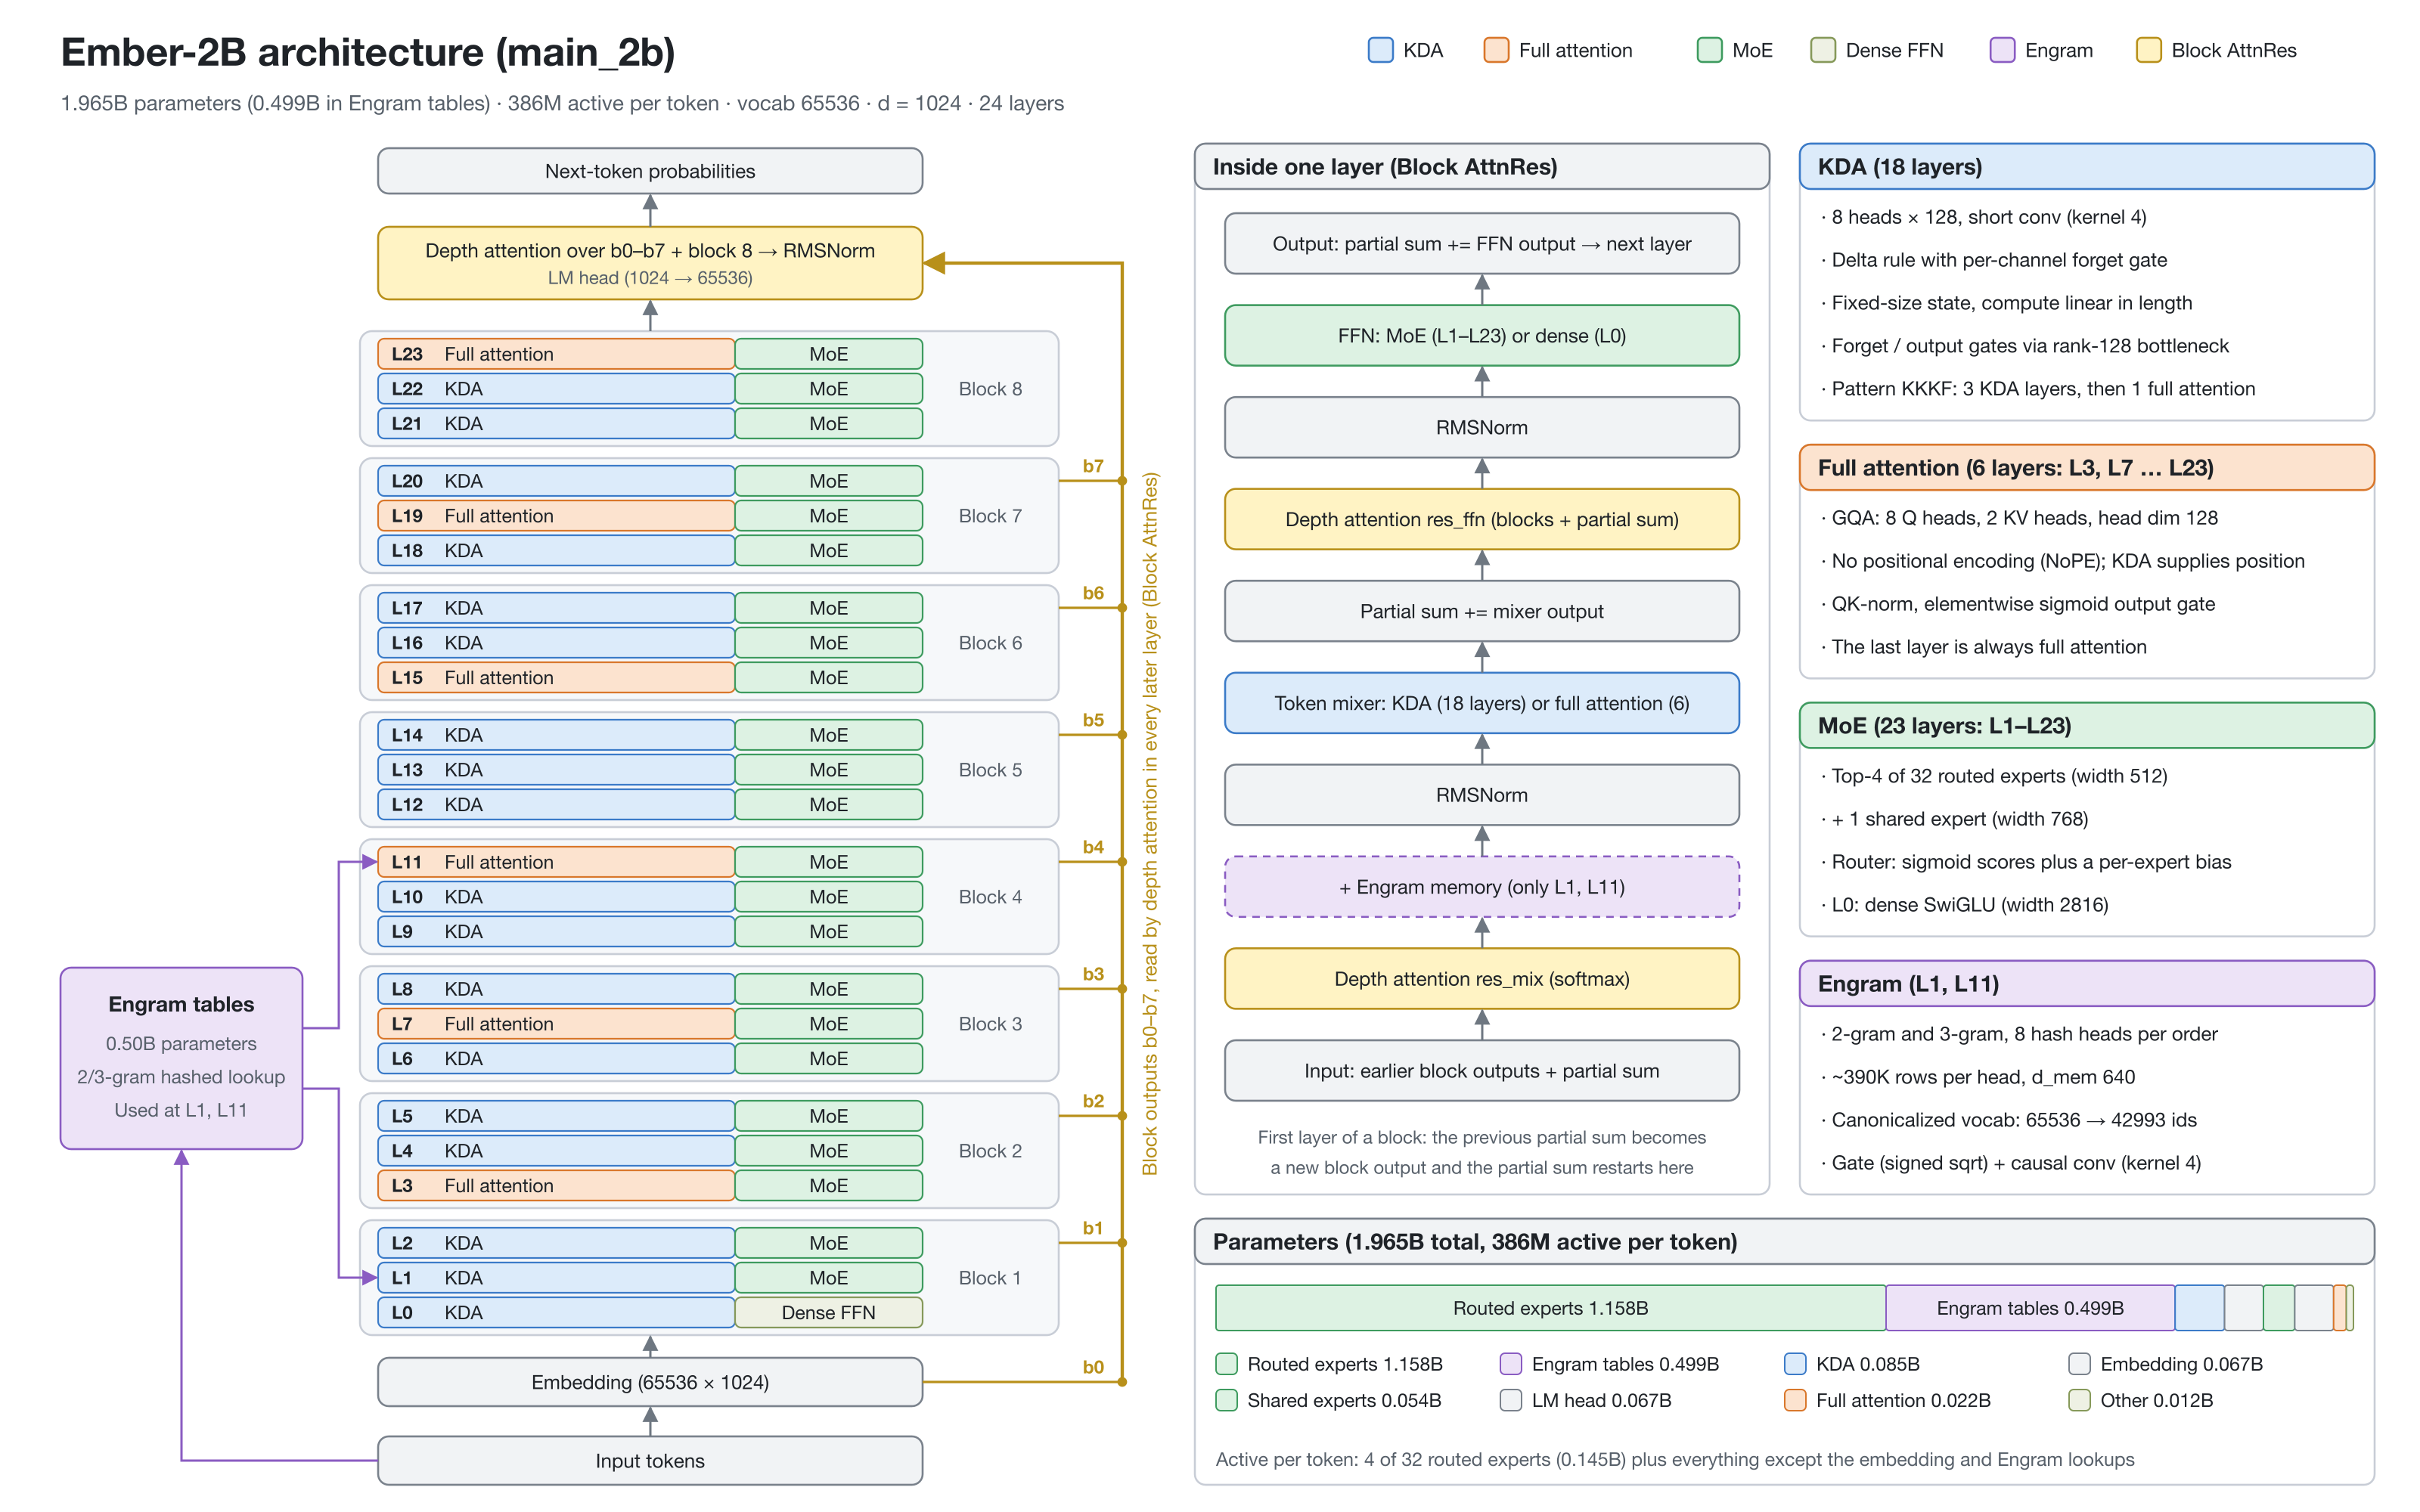 Ember-2B architecture (main_2b)
1.965B parameters (0.499B in Engram tables) · 386M active per token · vocab 65536 · d = 1024 · 24 layers
KDA
Full attention
MoE
Dense FFN
Engram
Block AttnRes
Next-token probabilities
Depth attention over b0–b7 + block 8 → RMSNorm
LM head (1024 → 65536)
L23 Full attention MoE
L22 KDA MoE
L21 KDA MoE
Block 8
b7
L20 KDA MoE
L19 Full attention MoE
L18 KDA MoE
Block 7
b6
L17 KDA MoE
L16 KDA MoE
L15 Full attention MoE
Block 6
b5
L14 KDA MoE
L13 KDA MoE
L12 KDA MoE
Block 5
b4
L11 Full attention MoE
L10 KDA MoE
L9 KDA MoE
Block 4
b3
L8 KDA MoE
L7 Full attention MoE
L6 KDA MoE
Block 3
b2
L5 KDA MoE
L4 KDA MoE
L3 Full attention MoE
Block 2
b1
L2 KDA MoE
L1 KDA MoE
L0 KDA Dense FFN
Block 1
b0
Embedding (65536 × 1024)
Input tokens
Engram tables
0.50B parameters
2/3-gram hashed lookup
Used at L1, L11
Block outputs b0–b7, read by depth attention in every later layer (Block AttnRes)
Inside one layer (Block AttnRes)
Output: partial sum += FFN output → next layer
FFN: MoE (L1–L23) or dense (L0)
RMSNorm
Depth attention res_ffn (blocks + partial sum)
Partial sum += mixer output
Token mixer: KDA (18 layers) or full attention (6)
RMSNorm
+ Engram memory (only L1, L11)
Depth attention res_mix (softmax)
Input: earlier block outputs + partial sum
First layer of a block: the previous partial sum becomes
a new block output and the partial sum restarts here
KDA (18 layers)
· 8 heads × 128, short conv (kernel 4)
· Delta rule with per-channel forget gate
· Fixed-size state, compute linear in length
· Forget / output gates via rank-128 bottleneck
· Pattern KKKF: 3 KDA layers, then 1 full attention
Full attention (6 layers: L3, L7 … L23)
· GQA: 8 Q heads, 2 KV heads, head dim 128
· No positional encoding (NoPE); KDA supplies position
· QK-norm, elementwise sigmoid output gate
· The last layer is always full attention
MoE (23 layers: L1–L23)
· Top-4 of 32 routed experts (width 512)
· + 1 shared expert (width 768)
· Router: sigmoid scores plus a per-expert bias
· L0: dense SwiGLU (width 2816)
Engram (L1, L11)
· 2-gram and 3-gram, 8 hash heads per order
· ~390K rows per head, d_mem 640
· Canonicalized vocab: 65536 → 42993 ids
· Gate (signed sqrt) + causal conv (kernel 4)
Parameters (1.965B total, 386M active per token)
Routed experts 1.158B
Engram tables 0.499B
Routed experts 1.158B
Engram tables 0.499B
KDA 0.085B
Embedding 0.067B
Shared experts 0.054B
LM head 0.067B
Full attention 0.022B
Other 0.012B
Active per token: 4 of 32 routed experts (0.145B) plus everything except the embedding and Engram lookups